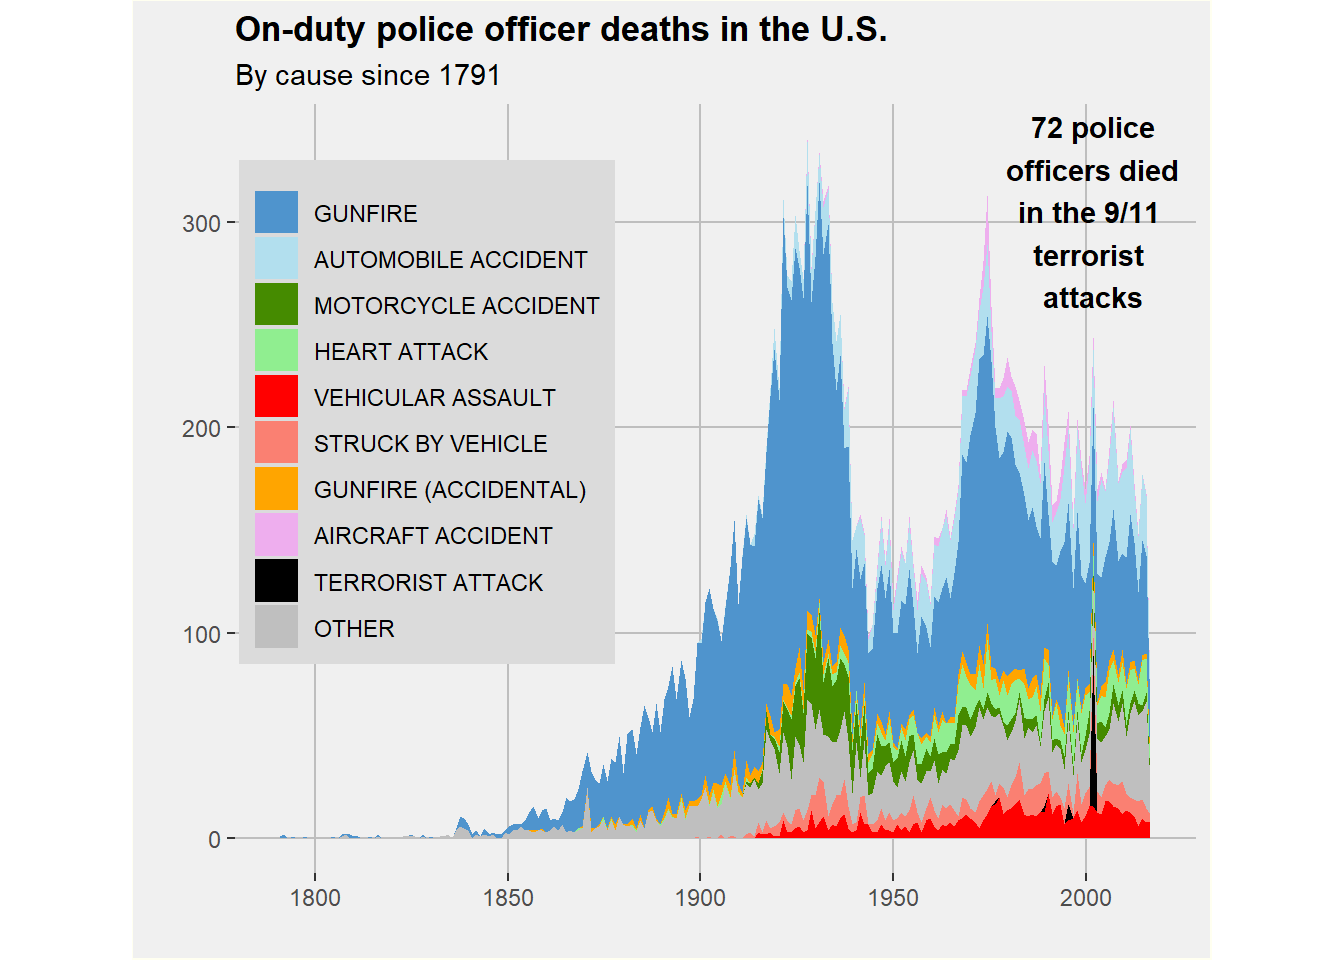 On-duty police officer deaths in the U.S.
By cause since 1791
72 police
officers died
in the 9/11
terrorist
attacks
GUNFIRE
AUTOMOBILE ACCIDENT
MOTORCYCLE ACCIDENT
HEART ATTACK
VEHICULAR ASSAULT
STRUCK BY VEHICLE
GUNFIRE (ACCIDENTAL)
AIRCRAFT ACCIDENT
TERRORIST ATTACK
OTHER
300
200
100
0
1800 1850 1900 1950 2000